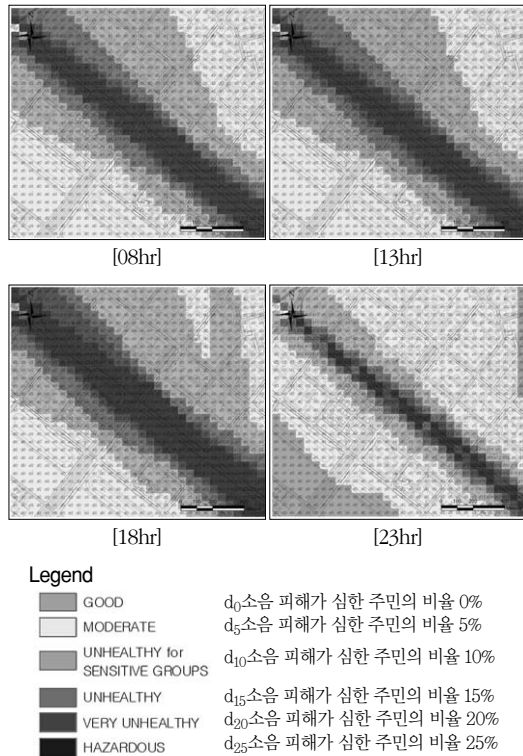 [08hr]
[13hr]
[18hr]
[23hr]
Legend
GOOD
d0소음 피해가 심한 주민의 비율 0%
MODERATE
d5소음 피해가 심한 주민의 비율 5%
UNHEALTHY for
SENSITIVE GROUPS
d10소음 피해가 심한 주민의 비율 10%
UNHEALTHY
d15소음 피해가 심한 주민의 비율 15%
VERY UNHEALTHY
d20소음 피해가 심한 주민의 비율 20%
HAZARDOUS
d25소음 피해가 심한 주민의 비율 25%